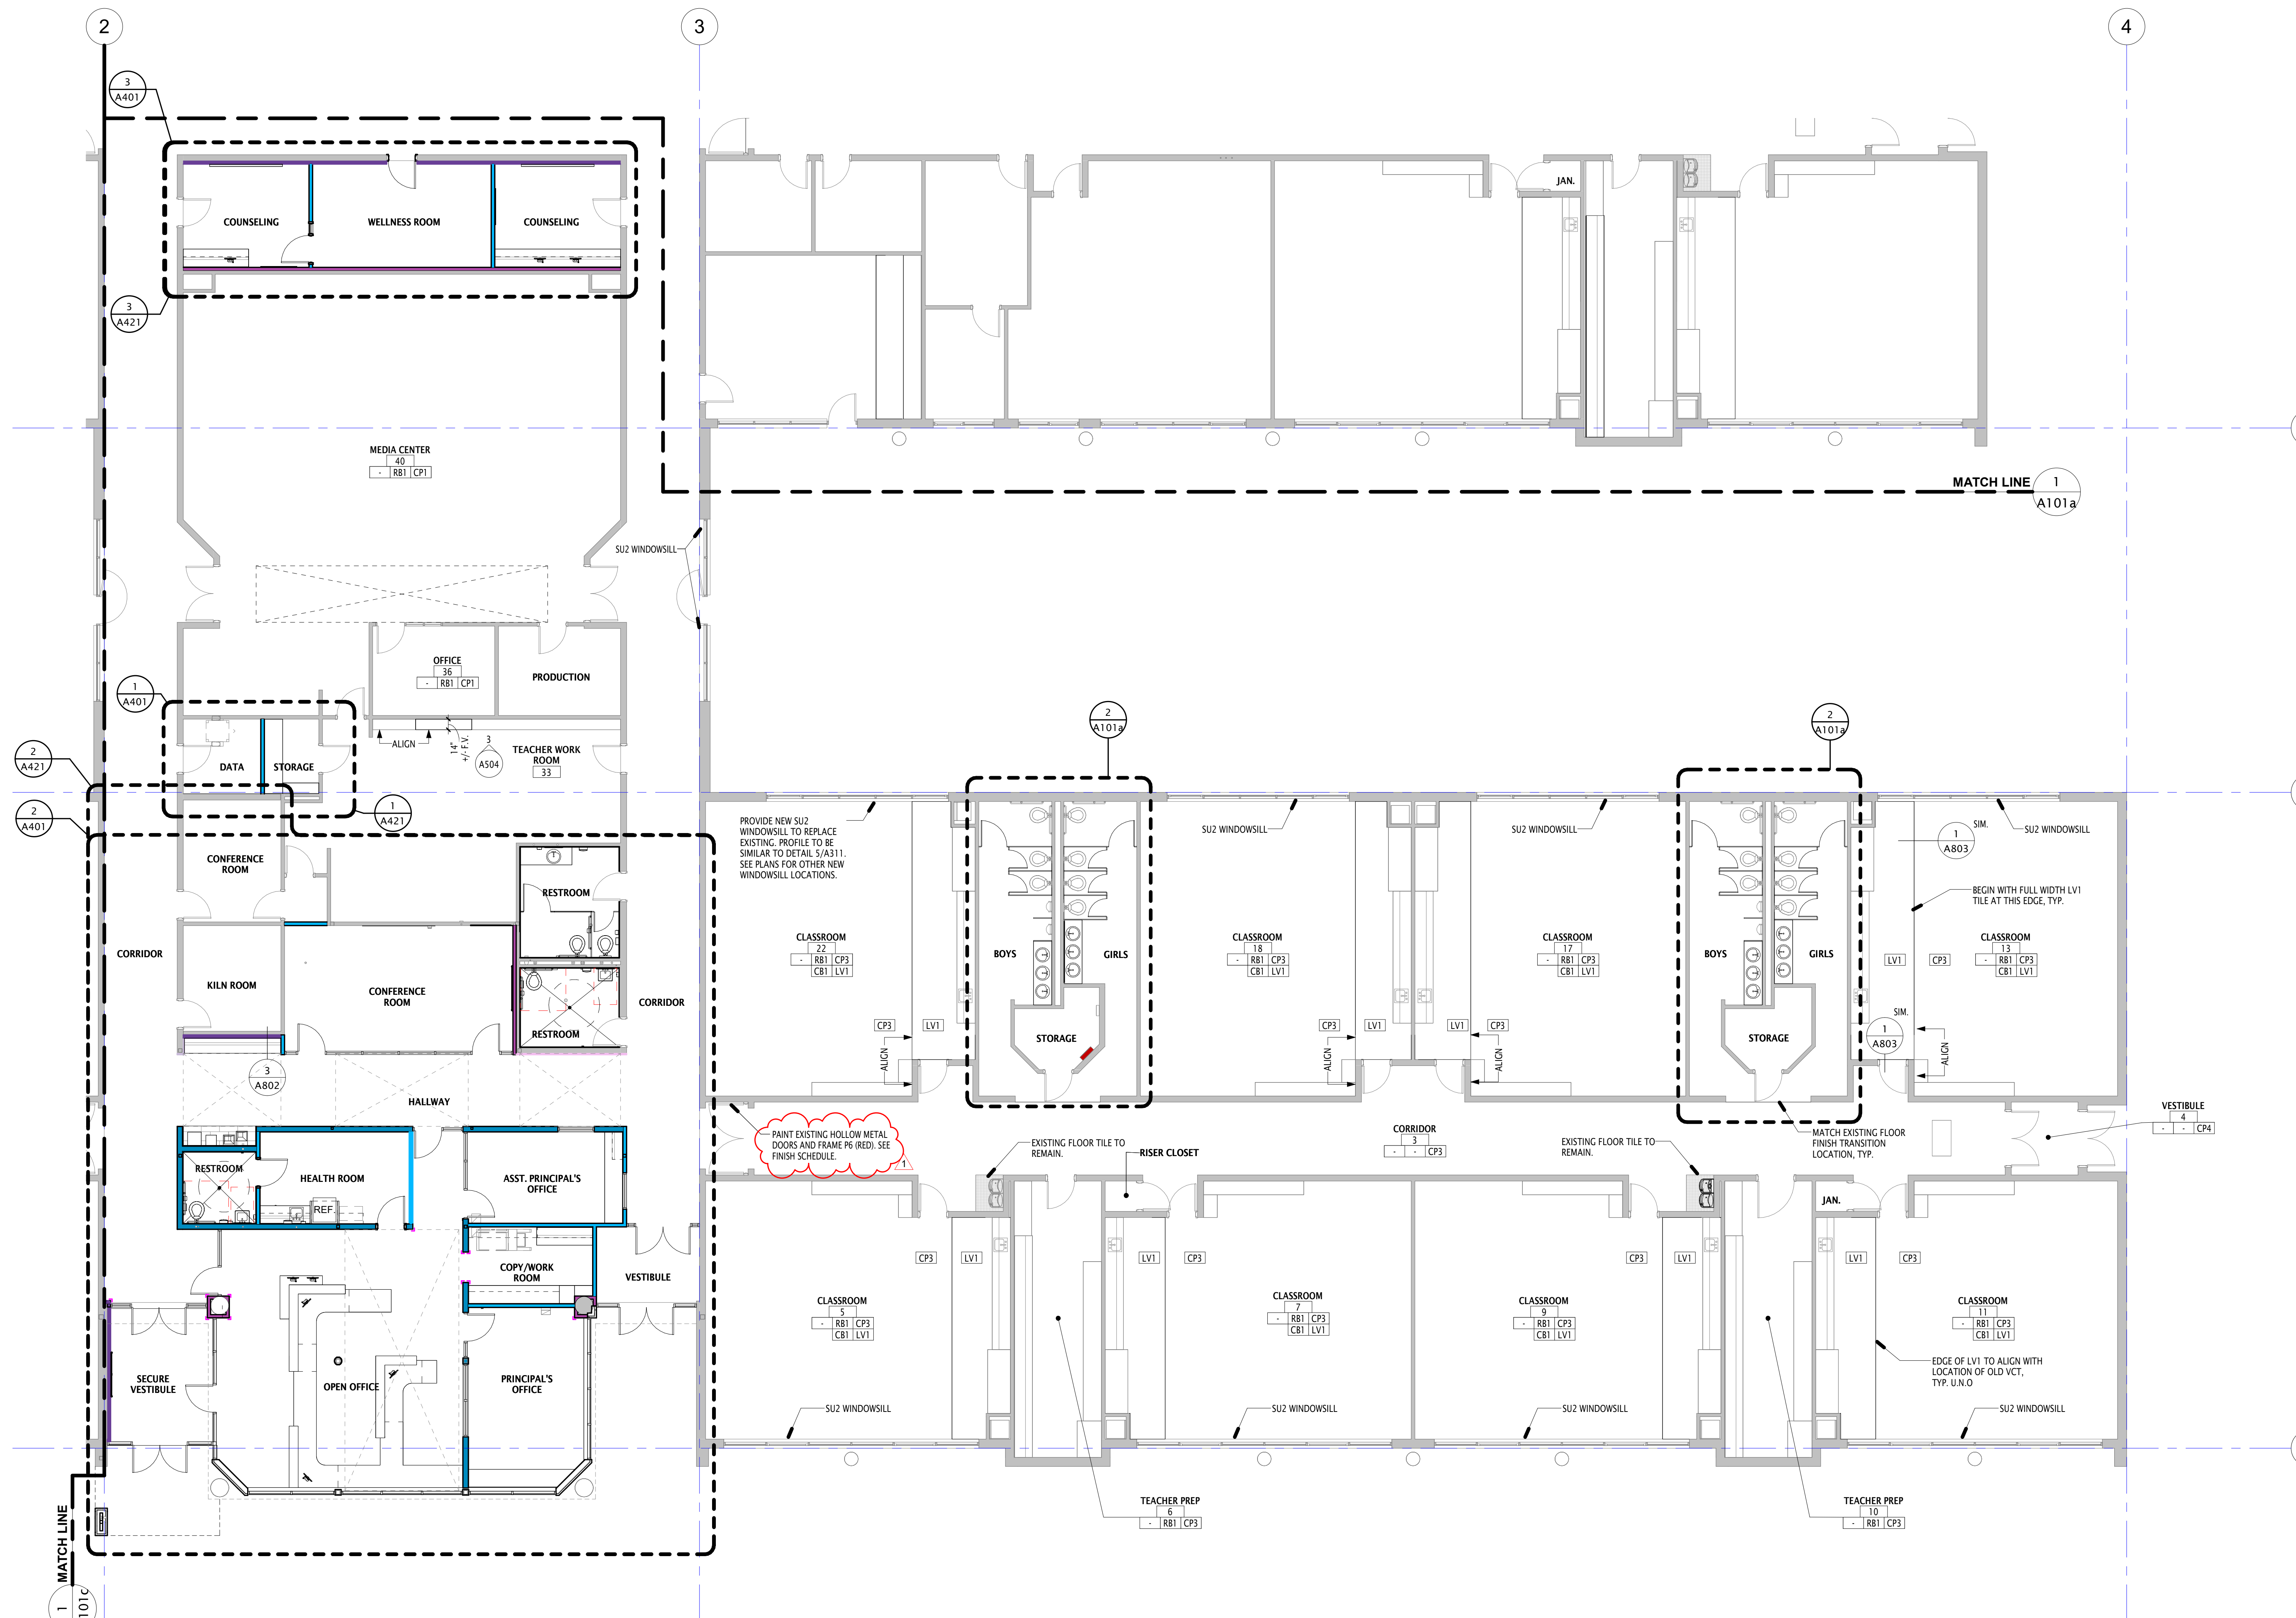 2
3
4
3
A401
COUNSELING
WELLNESS ROOM
COUNSELING
JAN.
3
A421
MEDIA CENTER
40
- RB1 CP1
MATCH LINE
1
A101a
SU2 WINDOWSILL
OFFICE
36
- RB1 CP1
PRODUCTION
1
A401
ALIGN
14"
+/- F.V.
3
A504
TEACHER WORK
ROOM
33
DATA
STORAGE
2
A421
2
A401
1
A421
2
A101a
2
A101a
PROVIDE NEW SU2
WINDOWSILL TO REPLACE
EXISTING. PROFILE TO BE
SIMILAR TO DETAIL 5/A311.
SEE PLANS FOR OTHER NEW
WINDOWSILL LOCATIONS.
SU2 WINDOWSILL
SU2 WINDOWSILL
1
A803
SIM.
SU2 WINDOWSILL
CONFERENCE
ROOM
RESTROOM
BEGIN WITH FULL WIDTH LV1
TILE AT THIS EDGE, TYP.
CORRIDOR
KILN ROOM
CONFERENCE
ROOM
RESTROOM
CORRIDOR
CLASSROOM
22
- RB1 CP3
CB1 LV1
BOYS
GIRLS
CLASSROOM
18
- RB1 CP3
CB1 LV1
CLASSROOM
17
- RB1 CP3
CB1 LV1
BOYS
GIRLS
LV1
CP3
CLASSROOM
13
- RB1 CP3
CB1 LV1
CP3
LV1
ALIGN
STORAGE
CP3
LV1
ALIGN
LV1
CP3
ALIGN
STORAGE
SIM.
1
A803
ALIGN
3
A802
HALLWAY
PAINT EXISTING HOLLOW METAL
DOORS AND FRAME P6 (RED). SEE
FINISH SCHEDULE.
1
EXISTING FLOOR TILE TO
REMAIN.
RISER CLOSET
CORRIDOR
3
- - CP3
EXISTING FLOOR TILE TO
REMAIN.
MATCH EXISTING FLOOR
FINISH TRANSITION
LOCATION, TYP.
VESTIBULE
4
- - CP4
RESTROOM
HEALTH ROOM
REF.
ASST. PRINCIPAL'S
OFFICE
JAN.
COPY/WORK
ROOM
VESTIBULE
CP3
LV1
LV1
CP3
CP3
LV1
LV1
CP3
CLASSROOM
5
- RB1 CP3
CB1 LV1
CLASSROOM
7
- RB1 CP3
CB1 LV1
CLASSROOM
9
- RB1 CP3
CB1 LV1
CLASSROOM
11
- RB1 CP3
CB1 LV1
SECURE
VESTIBULE
OPEN OFFICE
PRINCIPAL'S
OFFICE
EDGE OF LV1 TO ALIGN WITH
LOCATION OF OLD VCT,
TYP. U.N.O
SU2 WINDOWSILL
SU2 WINDOWSILL
SU2 WINDOWSILL
SU2 WINDOWSILL
TEACHER PREP
6
- RB1 CP3
TEACHER PREP
10
- RB1 CP3
MATCH LINE
1
101c